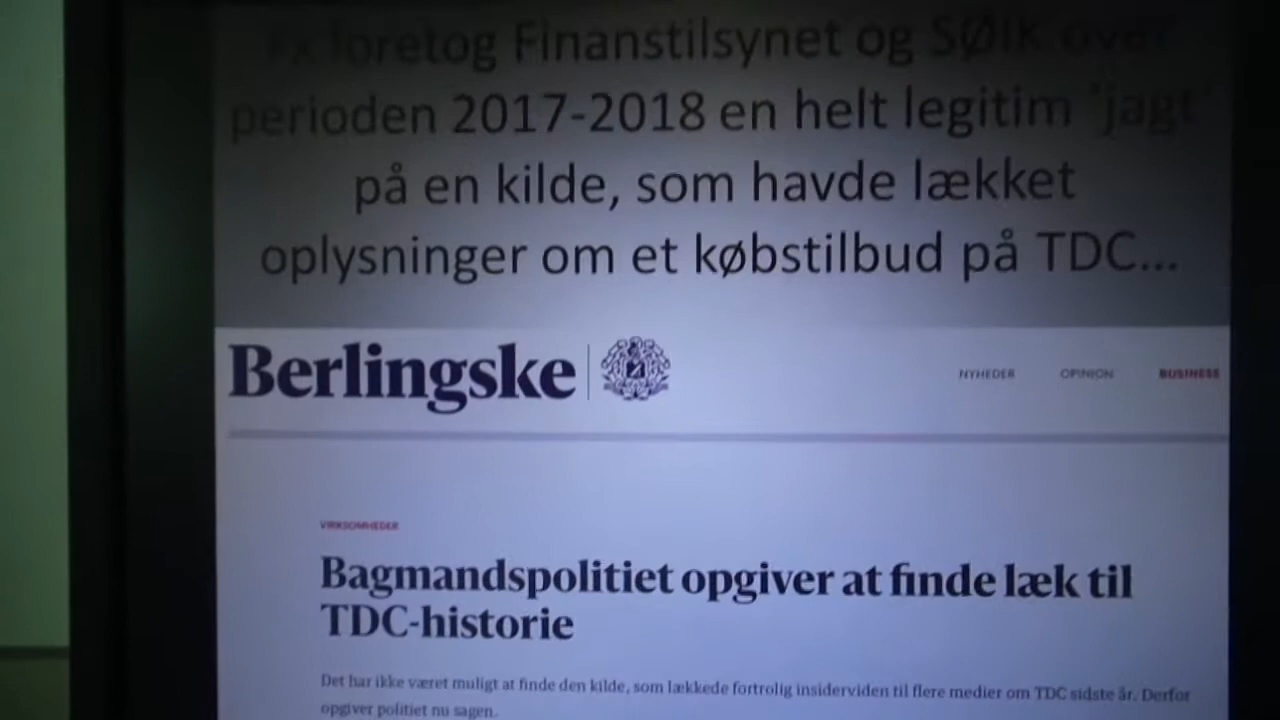 Fx foretog Finanstilsynet og SØIK over
perioden 2017-2018 en helt legitim 'jagt'
på en kilde, som havde lækket
oplysninger om et købstilbud på TDC...
Berlingske
NYHEDER OPINION BUSINESS
VIRKSOMHEDER
Bagmandspolitiet opgiver at finde læk til
TDC-historie
Det har ikke været muligt at finde den kilde, som lækkede fortrolig insiderviden til flere medier om TDC sidste år. Derfor
opgiver politiet nu sagen.